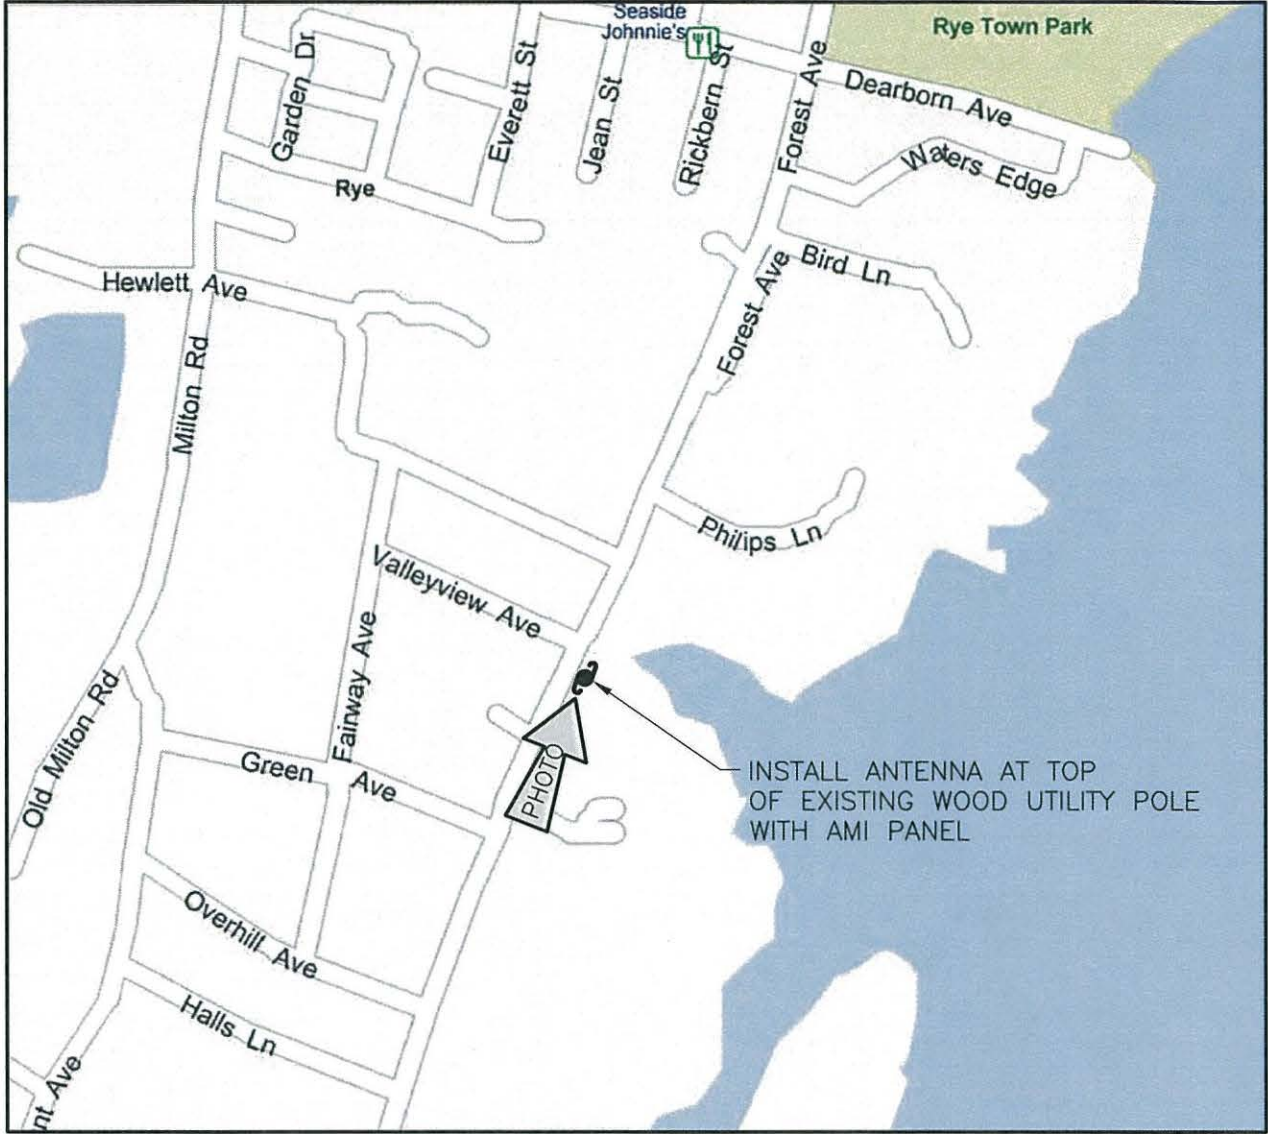 Seaside
Johnnie's
Rye Town Park
Garden Dr
Everett St
Jean St
Rickbern St
Forest Ave
Dearborn Ave
Waters Edge
Rye
Bird Ln
Hewlett Ave
Forest Ave
Milton Rd
Philips Ln
Valleyview Ave
Fairway Ave
Old Milton Rd
Green Ave
PHOTO
INSTALL ANTENNA AT TOP
OF EXISTING WOOD UTILITY POLE
WITH AMI PANEL
Overhill Ave
Halls Ln
nt Ave